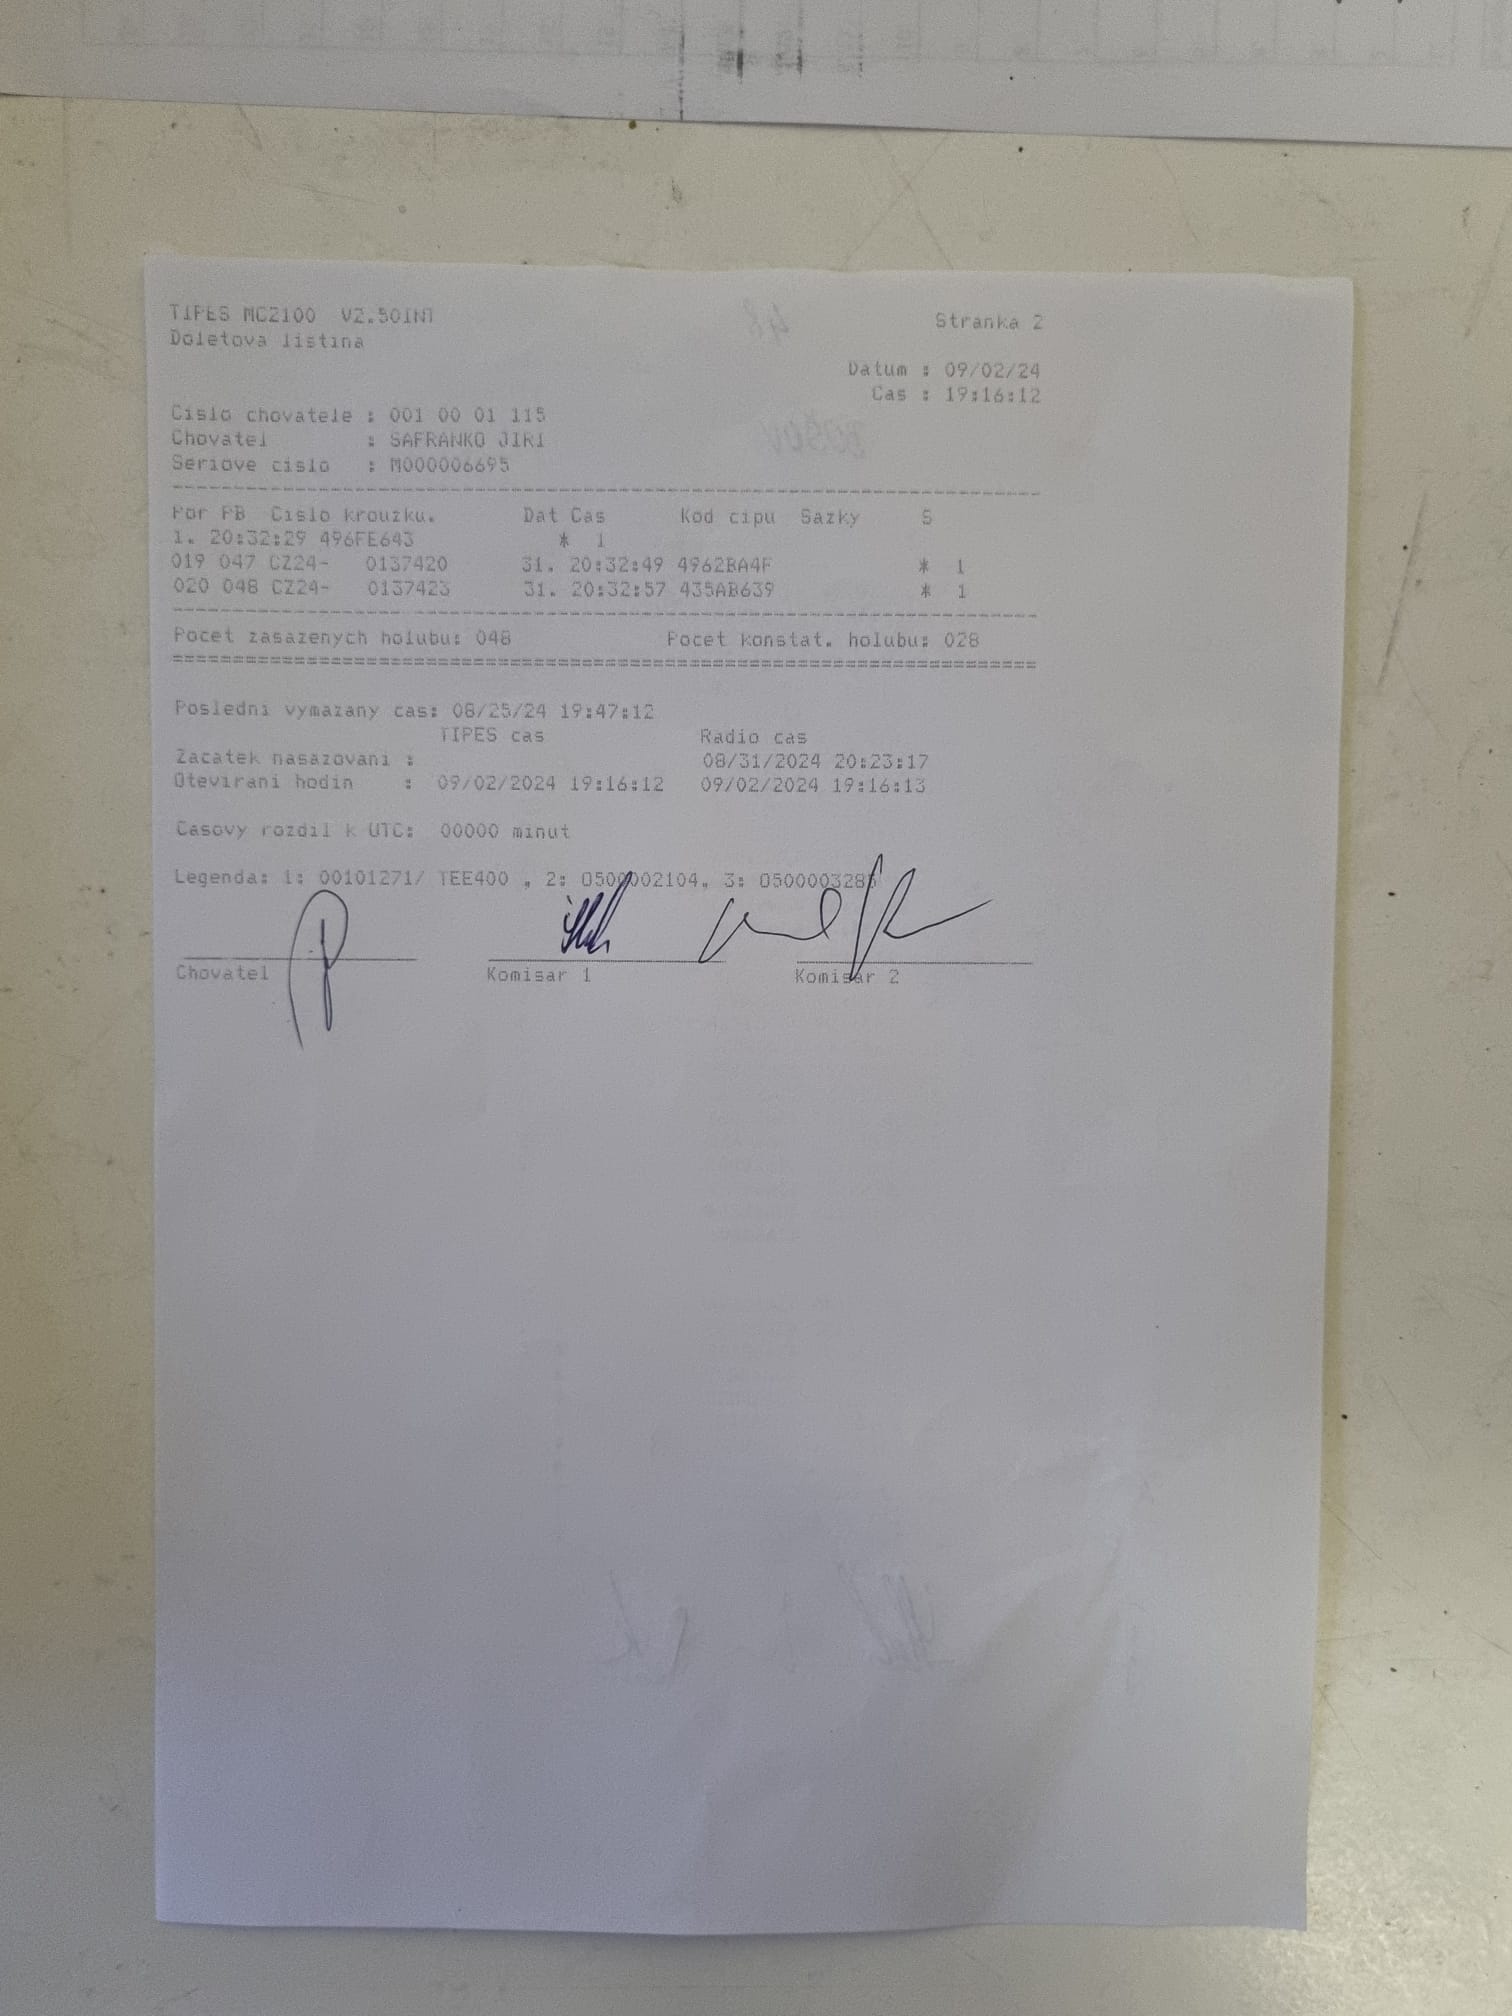 TIPES MC2100 V2.50INT Stranka 2
Doletova listina
Datum : 09/02/24
Cas : 19:16:12
Cislo chovatele : 001 00 01 115
Chovatel : SAFRANKO JIRI
Seriove cislo : M000006695
Por PB Cislo krouzku. Dat Cas Kod cipu Sazky S
1. 20:32:29 496FE643 * 1
019 047 CZ24- 0137420 31. 20:32:49 4962BA4F * 1
020 048 CZ24- 0137423 31. 20:32:57 435AB639 * 1
Pocet zasazenych holubu: 048 Pocet konstat. holubu: 028
Posledni vymazany cas: 08/25/24 19:47:12
TIPES cas Radio cas
Zacatek nasazovani : 08/31/2024 20:23:17
Otevirani hodin : 09/02/2024 19:16:12 09/02/2024 19:16:13
Casovy rozdil k UTC: 00000 minut
Legenda: 1: 00101271/ TEE400 , 2: 0500002104, 3: 0500003285
Chovatel Komisar 1 Komisar 2